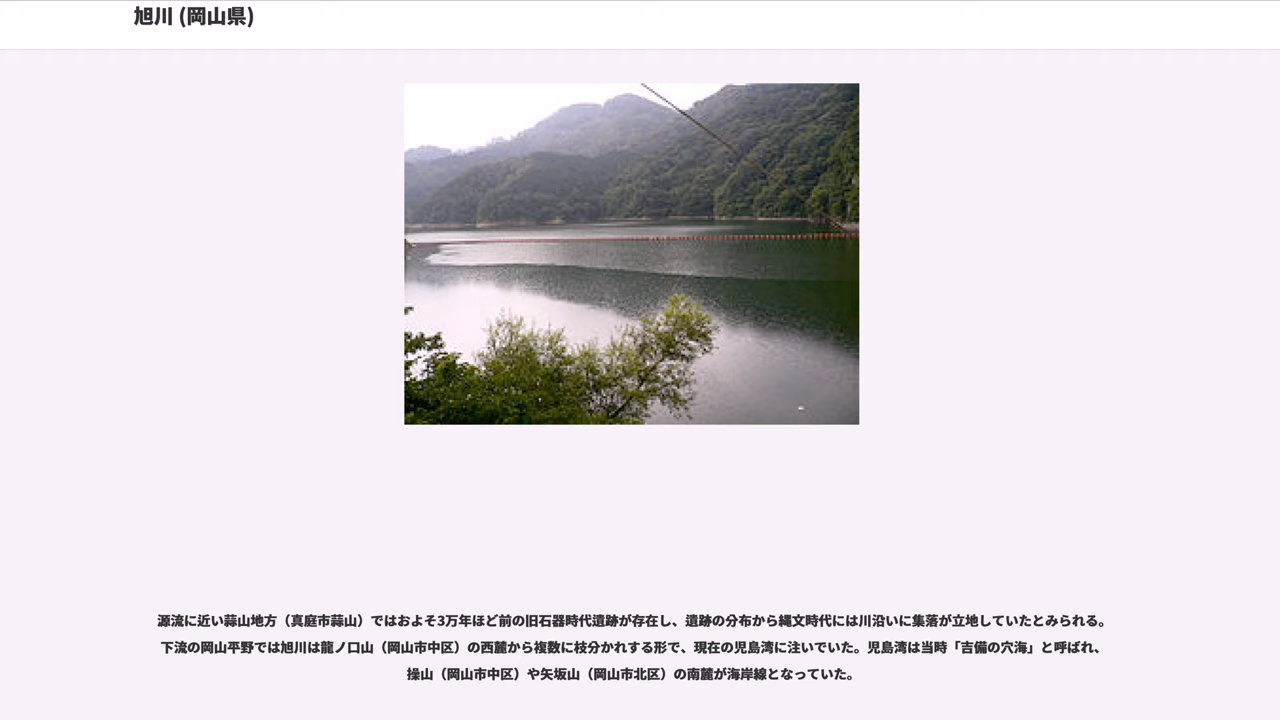 旭川 (岡山県)
源流に近い蒜山地方（真庭市蒜山）ではおよそ3万年ほど前の旧石器時代遺跡が存在し、遺跡の分布から縄文時代には川沿いに集落が立地していたとみられる。
下流の岡山平野では旭川は龍ノ口山（岡山市中区）の西麓から複数に枝分かれする形で、現在の児島湾に注いでいた。児島湾は当時「吉備の穴海」と呼ばれ、
操山（岡山市中区）や矢坂山（岡山市北区）の南麓が海岸線となっていた。